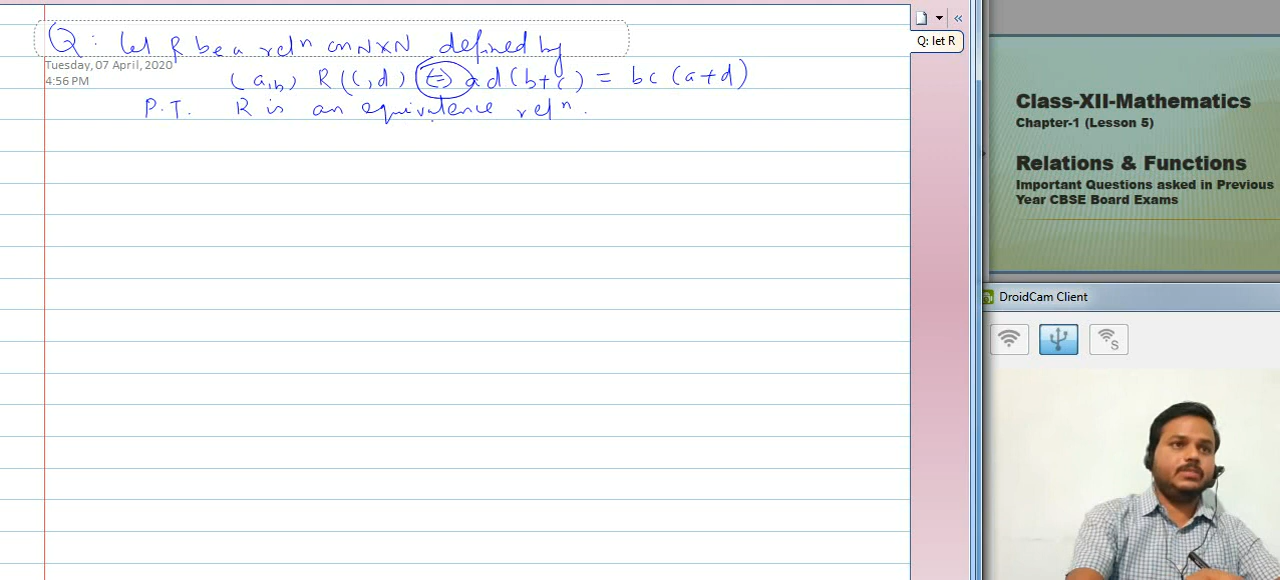 Q: let R be a relⁿ on N×N defined by
Tuesday, 07 April, 2020
4:56 PM
(a,b) R (c,d) ⇔ ad(b+c) = bc(a+d)
P.T. R is an equivalence relⁿ.
Q: let R
Class-XII-Mathematics
Chapter-1 (Lesson 5)
Relations & Functions
Important Questions asked in Previous
Year CBSE Board Exams
DroidCam Client
S